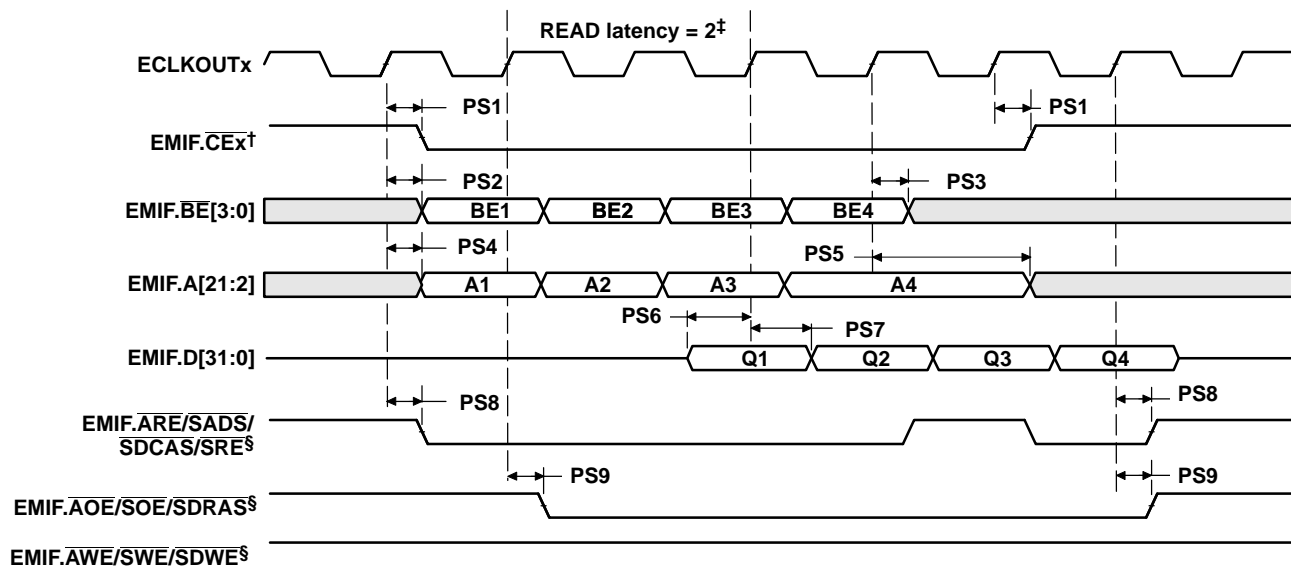 READ latency = 2‡
ECLKOUTx
PS1
PS1
EMIF.CEx†
PS2
PS3
EMIF.BE[3:0]
BE1
BE2
BE3
BE4
PS4
PS5
EMIF.A[21:2]
A1
A2
A3
A4
PS6
PS7
EMIF.D[31:0]
Q1
Q2
Q3
Q4
PS8
PS8
EMIF.ARE/SADS/
SDCAS/SRE§
PS9
PS9
EMIF.AOE/SOE/SDRAS§
EMIF.AWE/SWE/SDWE§